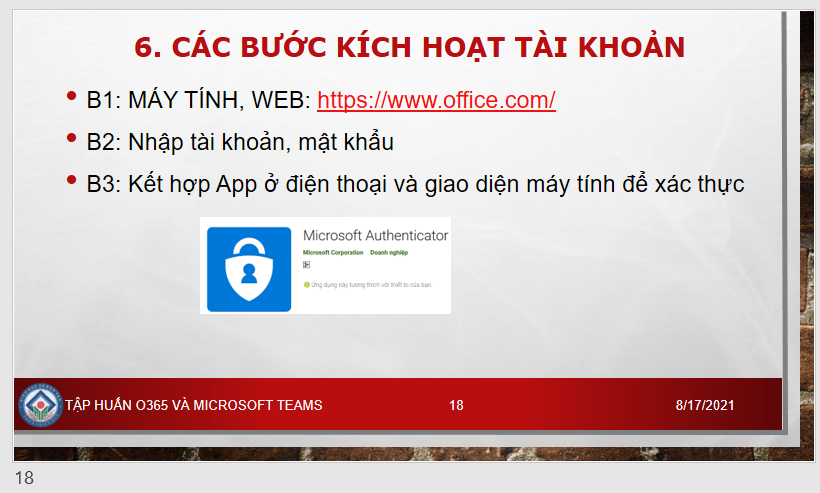 6. CÁC BƯỚC KÍCH HOẠT TÀI KHOẢN
B1: MÁY TÍNH, WEB: https://www.office.com/
B2: Nhập tài khoản, mật khẩu
B3: Kết hợp App ở điện thoại và giao diện máy tính để xác thực
Microsoft Authenticator
Microsoft Corporation Doanh nghiệp
Ứng dụng này tương thích với thiết bị của bạn.
TẬP HUẤN O365 VÀ MICROSOFT TEAMS 18 8/17/2021
18